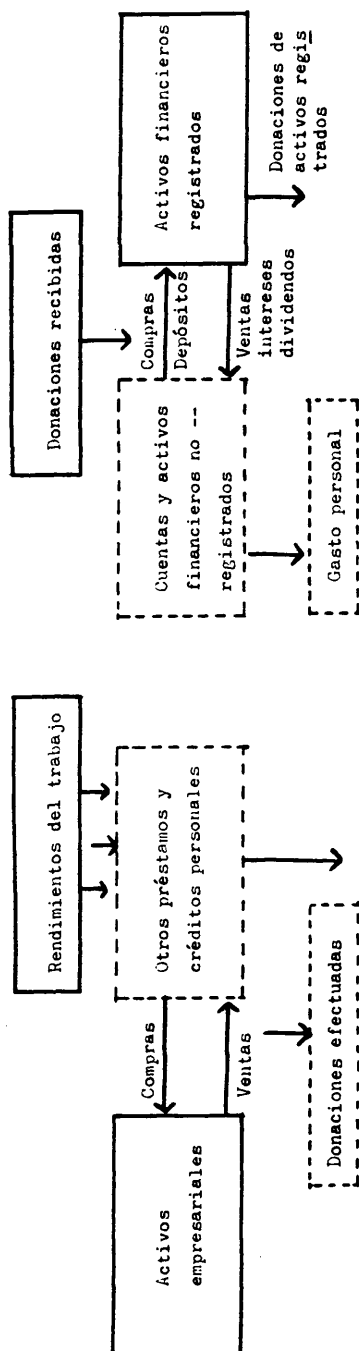 Rendimientos del trabajo
Donaciones recibidas
Activos
empresariales
Compras
Ventas
Otros préstamos y
créditos personales
Cuentas y activos
financieros no --
registrados
Compras
Depósitos
Ventas
intereses
dividendos
Activos financieros
registrados
Donaciones efectuadas
Gasto personal
Donaciones de
activos regis
trados